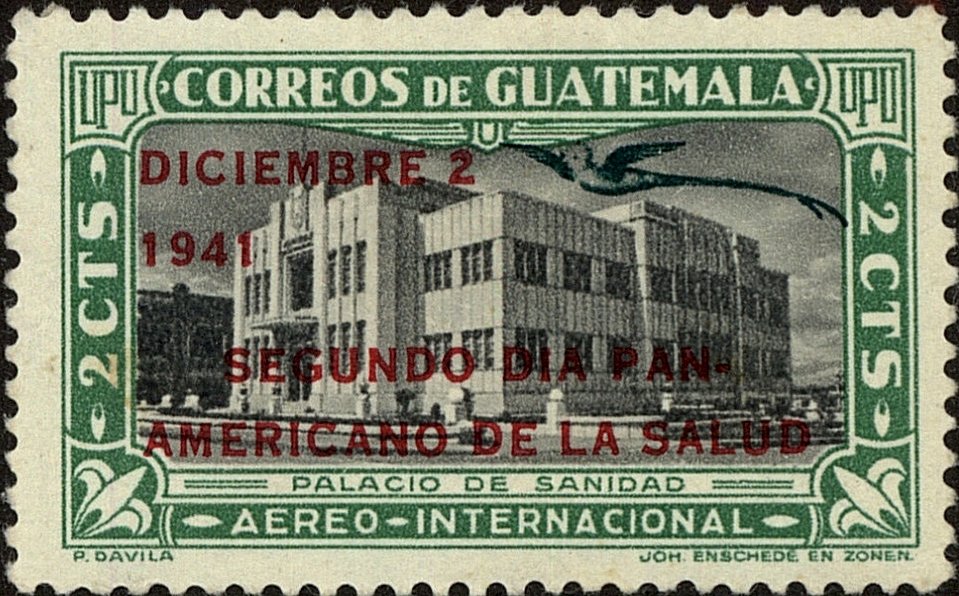 UPU CORREOS DE GUATEMALA UPU
DICIEMBRE 2
1941
2 CTS
2 CTS
SEGUNDO DIA PAN-
AMERICANO DE LA SALUD
PALACIO DE SANIDAD
AEREO-INTERNACIONAL
P. DAVILA
JOH. ENSCHEDE EN ZONEN.